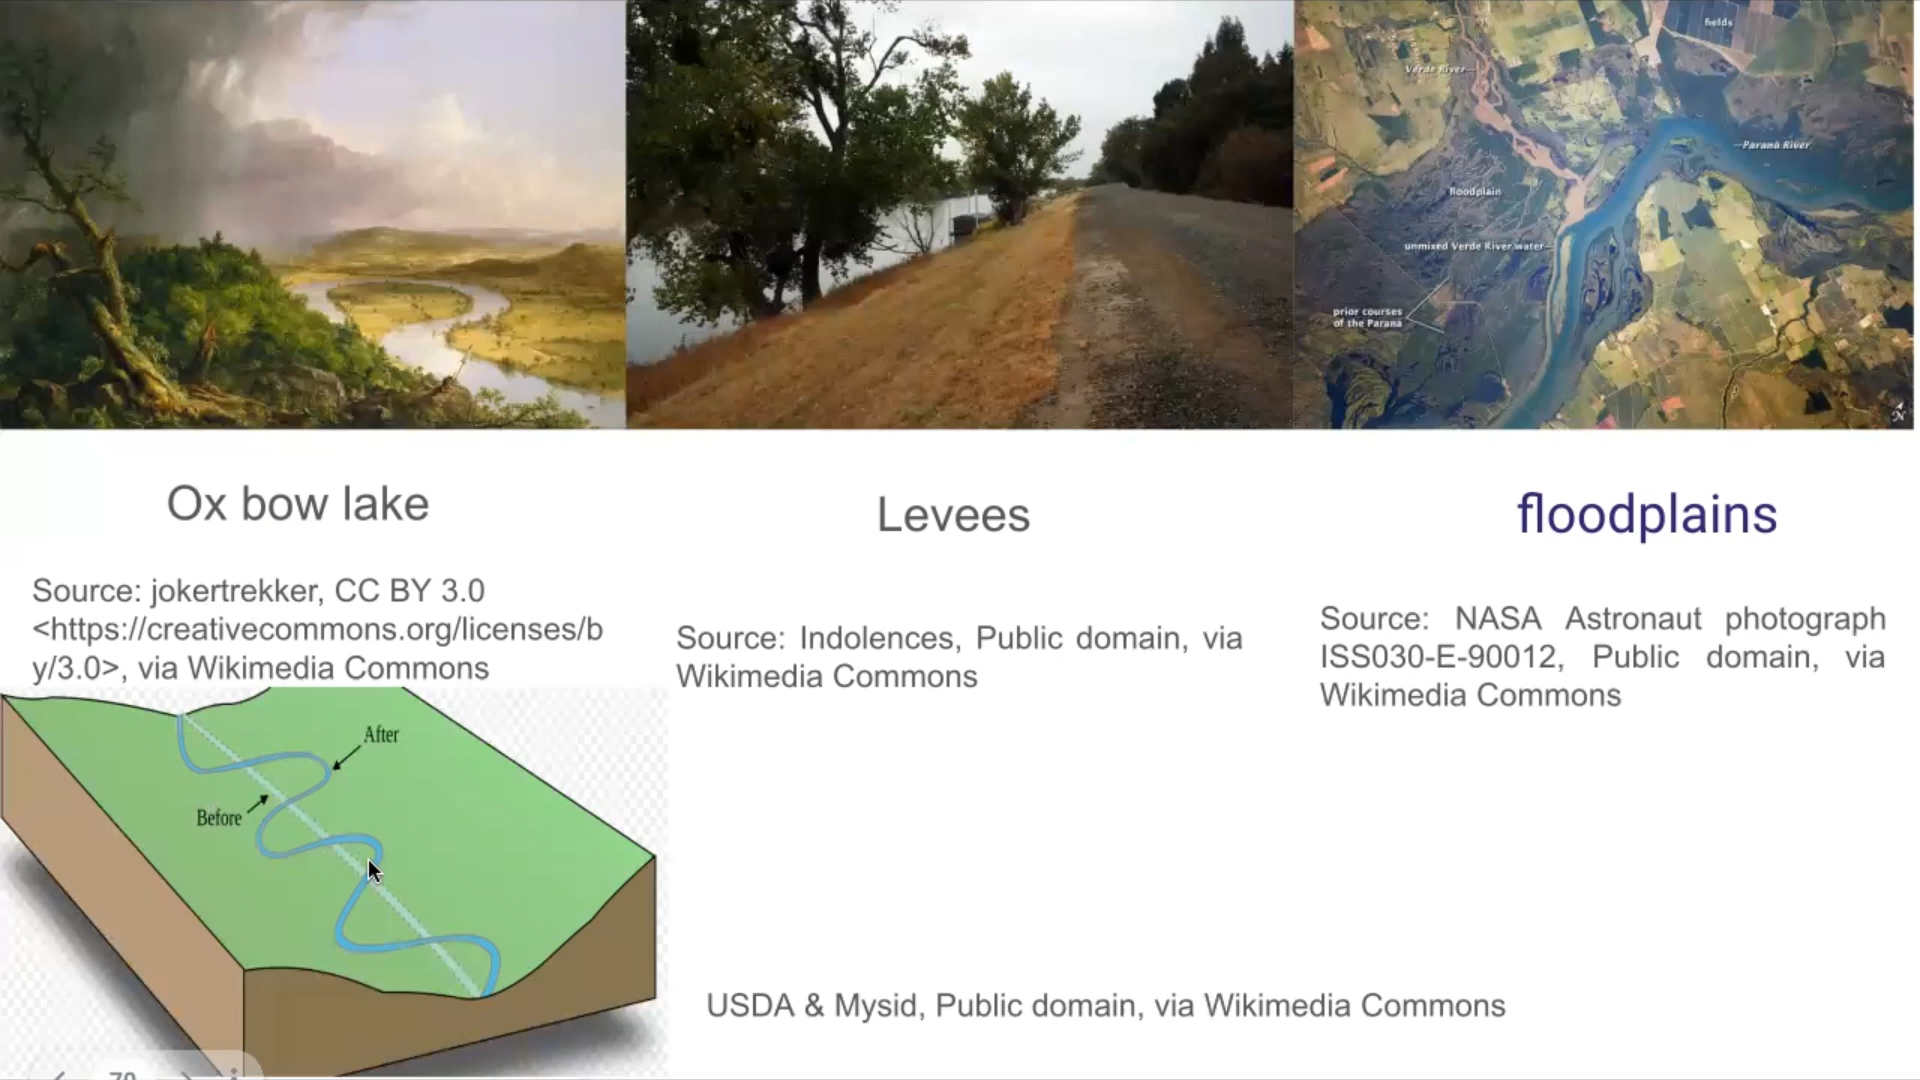 fields
Verde River
Paraná River
floodplain
unmixed Verde River water
prior courses
of the Paraná
N
Ox bow lake
Levees
floodplains
Source: jokertrekker, CC BY 3.0
<https://creativecommons.org/licenses/b
y/3.0>, via Wikimedia Commons
Source: Indolences, Public domain, via
Wikimedia Commons
Source: NASA Astronaut photograph
ISS030-E-90012, Public domain, via
Wikimedia Commons
After
Before
USDA & Mysid, Public domain, via Wikimedia Commons